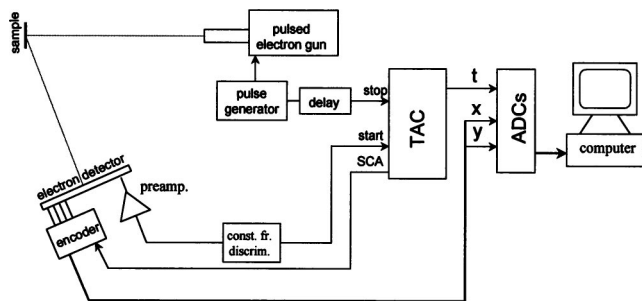 sample
pulsed
electron gun
pulse
generator
delay
stop
start
SCA
TAC
t
x
y
ADCs
computer
electron detector
preamp.
encoder
const. fr.
discrim.